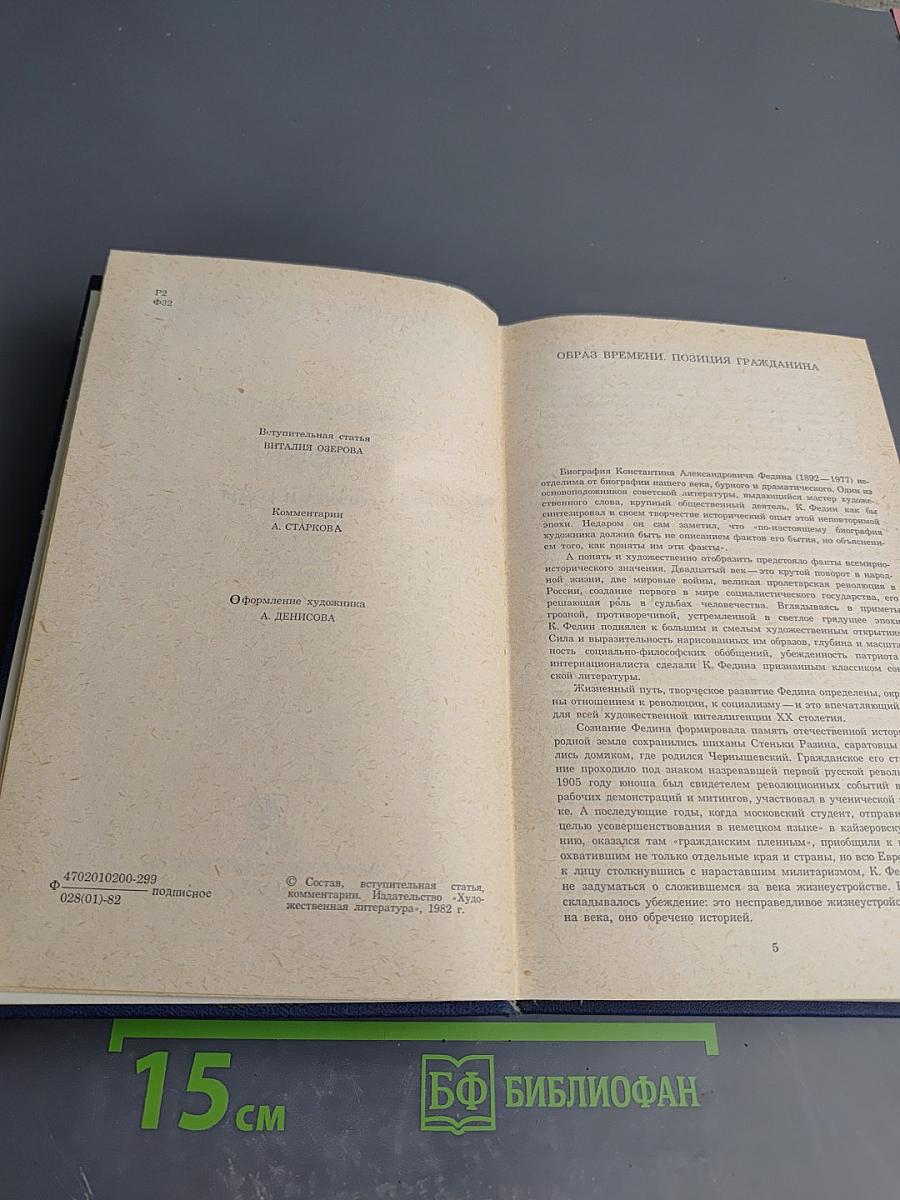 Р2
Ф32
Вступительная статья
ВИТАЛИЯ ОЗЕРОВА
Комментарии
А. СТАРКОВА
Оформление художника
А. ДЕНИСОВА
Ф 4702010200-299
028(01)-82 подписное
© Состав, вступительная статья,
комментарии. Издательство «Худо-
жественная литература», 1982 г.
ОБРАЗ ВРЕМЕНИ. ПОЗИЦИЯ ГРАЖДАНИНА
Биография Константина Александровича Федина (1892—1977) не-
отделима от биографии нашего века, бурного и драматического. Один из
основоположников советской литературы, выдающийся мастер художе-
ственного слова, крупный общественный деятель, К. Федин как бы
синтезировал в своем творчестве исторический опыт этой неповторимой
эпохи. Недаром он сам заметил, что «по-настоящему биография
художника должна быть не описанием фактов его бытия, но объяснени-
ем того, как поняты им эти факты».
А понять и художественно отобразить предстояло факты всемирно-
исторического значения. Двадцатый век—это крутой поворот в народ-
ной жизни, две мировые войны, великая пролетарская революция в
России, создание первого в мире социалистического государства, его
решающая роль в судьбах человечества. Вглядываясь в приметы
грозной, противоречивой, устремленной в светлое грядущее эпохи
К. Федин поднялся к большим и смелым художественным открытия
Сила и выразительность нарисованных им образов, глубина и масшта
ность социально-философских обобщений, убежденность патриота
интернационалиста сделали К. Федина признанным классиком сов
ской литературы.
Жизненный путь, творческое развитие Федина определены, окр
ны отношением к революции, к социализму—и это впечатляющий
для всей художественной интеллигенции XX столетия.
Сознание Федина формировала память отечественной истор
родной земле сохранились шиханы Стеньки Разина, саратовцы
лись домиком, где родился Чернышевский. Гражданское его ст
ние проходило под знаком назревавшей первой русской револ
1905 году юноша был свидетелем революционных событий в
рабочих демонстраций и митингов, участвовал в ученической
ке. А последующие годы, когда московский студент, отправи
целью усовершенствования в немецком языке» в кайзеровску
нию, оказался там «гражданским пленным», приобщили к
охватившим не только отдельные края и страны, но всю Евро
к лицу столкнувшись с нараставшим милитаризмом, К. Фе
не задуматься о сложившемся за века жизнеустройстве.
складывалось убеждение: это несправедливое жизнеустройс
на века, оно обречено историей.
5
15 см
БФ БИБЛИОФАН